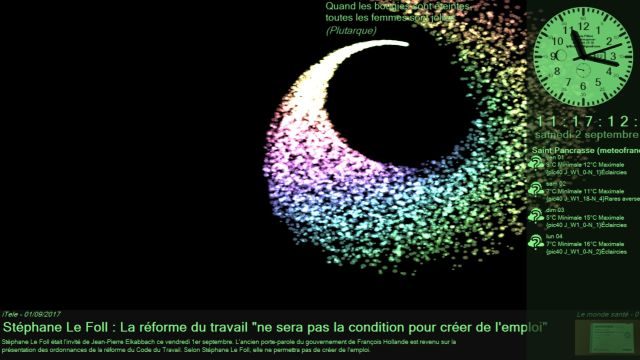 Quand les bougies sont éteintes,
toutes les femmes sont jolies.
(Plutarque)
11:17:12:
samedi 2 septembre
Saint Pancrasse (meteofranc
ven 01
8°C Minimale 12°C Maximale
{pic40 J_W1_0-N_1}Éclaircies
sam 02
7°C Minimale 11°C Maximale
{pic40 J_W1_18-N_4}Rares averse
dim 03
5°C Minimale 15°C Maximale
{pic40 J_W1_0-N_1}Éclaircies
lun 04
7°C Minimale 16°C Maximale
{pic40 J_W1_0-N_2}Éclaircies
iTele - 01/09/2017
Le monde santé - 0
Stéphane Le Foll : La réforme du travail "ne sera pas la condition pour créer de l'emploi"
Stéphane Le Foll était l'invité de Jean-Pierre Elkabbach ce vendredi 1er septembre. L'ancien porte-parole du gouvernement de François Hollande est revenu sur la
présentation des ordonnances de la réforme du Code du Travail. Selon Stéphane Le Foll, elle ne permettra pas de créer de l'emploi.